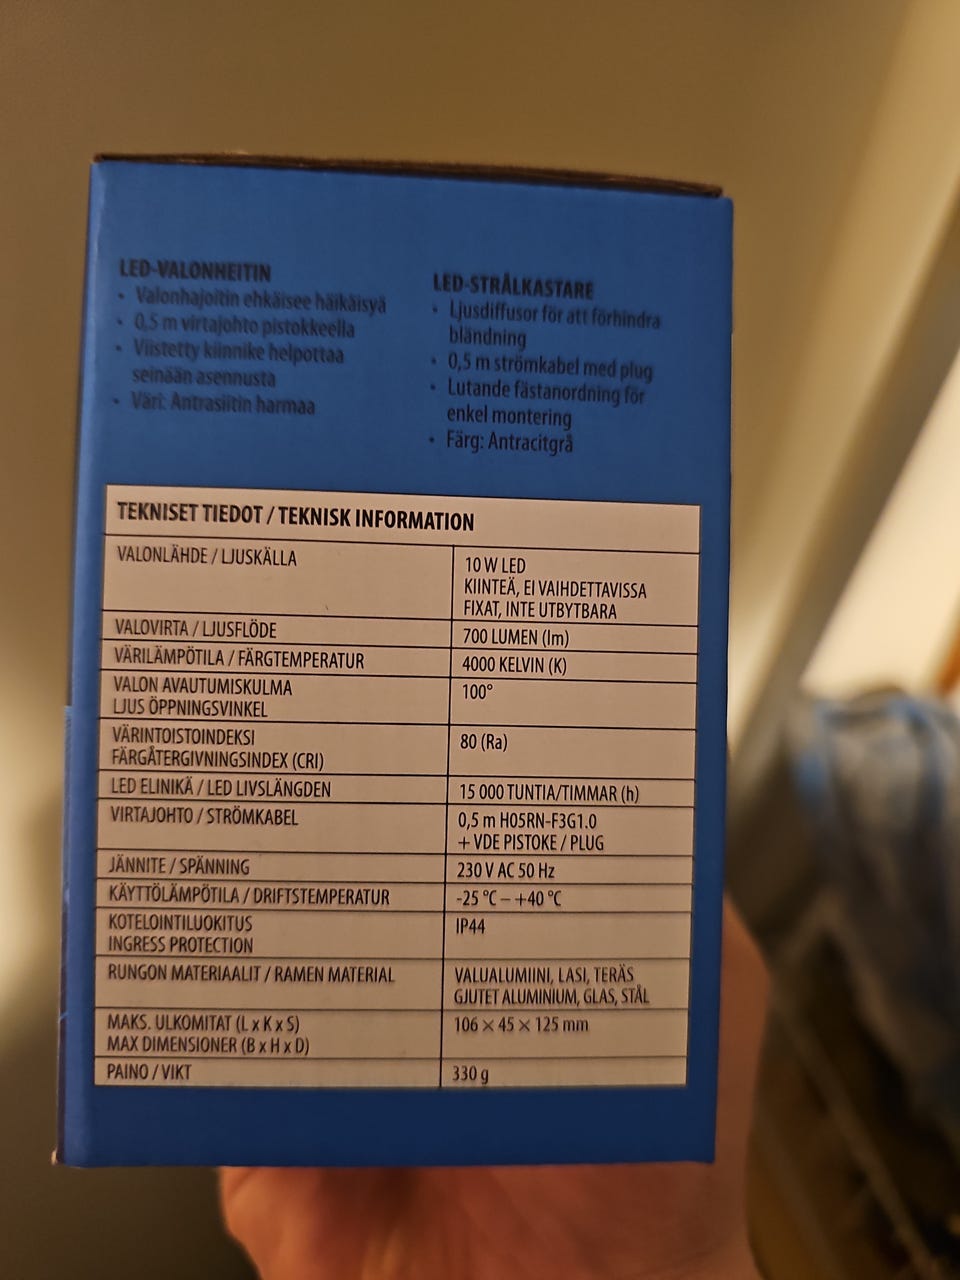 LED-VALONHEITIN
• Valonhajoitin ehkäisee häikäisyä
• 0,5 m virtajohto pistokkeella
• Viistetty kiinnike helpottaa
seinään asennusta
• Väri: Antrasiitin harmaa
LED-STRÅLKASTARE
• Ljusdiffusor för att förhindra
bländning
• 0,5 m strömkabel med plug
• Lutande fästanordning för
enkel montering
• Färg: Antracitgrå
TEKNISET TIEDOT / TEKNISK INFORMATION
VALONLÄHDE / LJUSKÄLLA
10 W LED
KIINTEÄ, EI VAIHDETTAVISSA
FIXAT, INTE UTBYTBARA
VALOVIRTA / LJUSFLÖDE
700 LUMEN (lm)
VÄRILÄMPÖTILA / FÄRGTEMPERATUR
4000 KELVIN (K)
VALON AVAUTUMISKULMA
LJUS ÖPPNINGSVINKEL
100°
VÄRINTOISTOINDEKSI
FÄRGÅTERGIVNINGSINDEX (CRI)
80 (Ra)
LED ELINIKÄ / LED LIVSLÄNGDEN
15 000 TUNTIA/TIMMAR (h)
VIRTAJOHTO / STRÖMKABEL
0,5 m H05RN-F3G1.0
+ VDE PISTOKE / PLUG
JÄNNITE / SPÄNNING
230 V AC 50 Hz
KÄYTTÖLÄMPÖTILA / DRIFTSTEMPERATUR
-25 °C – +40 °C
KOTELOINTILUOKITUS
INGRESS PROTECTION
IP44
RUNGON MATERIAALIT / RAMEN MATERIAL
VALUALUMIINI, LASI, TERÄS
GJUTET ALUMINIUM, GLAS, STÅL
MAKS. ULKOMITAT (L x K x S)
MAX DIMENSIONER (B x H x D)
106 × 45 × 125 mm
PAINO / VIKT
330 g